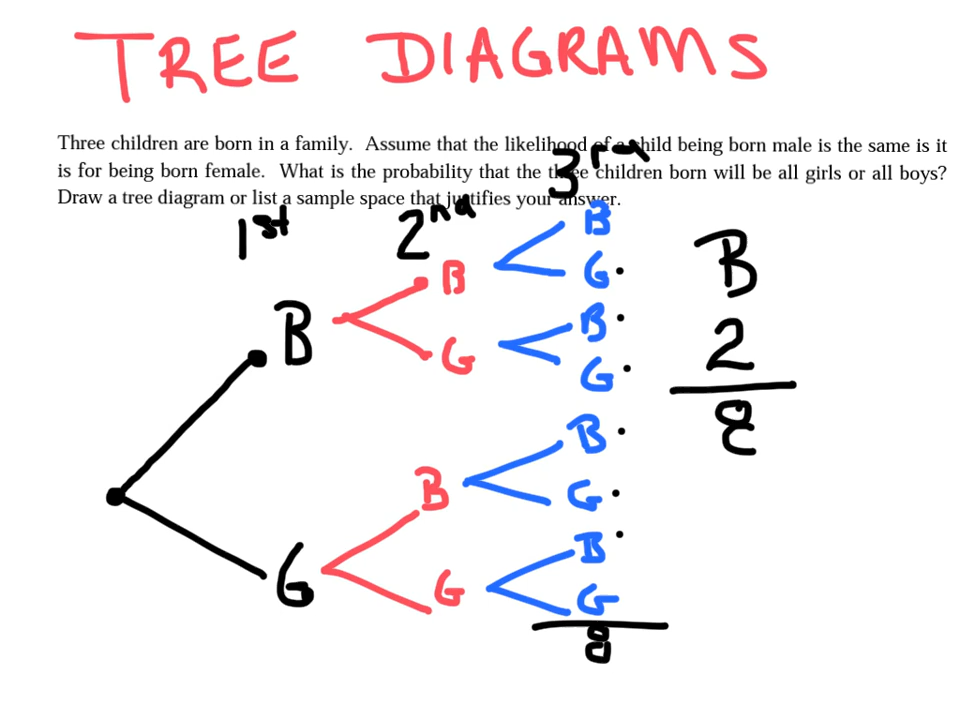 TREE DIAGRAMS
Three children are born in a family. Assume that the likelihood of a child being born male is the same is it
is for being born female. What is the probability that the three children born will be all girls or all boys?
Draw a tree diagram or list a sample space that justifies your answer.
1st 2nd 3rd
B
G
B
G
B
G
B
G
B
G
B
G
B
G
8
B
2
8